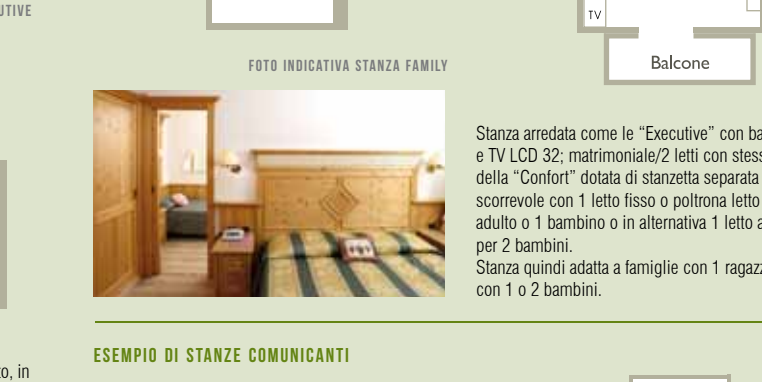 UTIVE
TV
Balcone
FOTO INDICATIVA STANZA FAMILY
Stanza arredata come le “Executive” con ba
e TV LCD 32; matrimoniale/2 letti con stess
della “Confort” dotata di stanzetta separata
scorrevole con 1 letto fisso o poltrona letto
adulto o 1 bambino o in alternativa 1 letto a
per 2 bambini.
Stanza quindi adatta a famiglie con 1 ragazz
con 1 o 2 bambini.
ESEMPIO DI STANZE COMUNICANTI
to, in